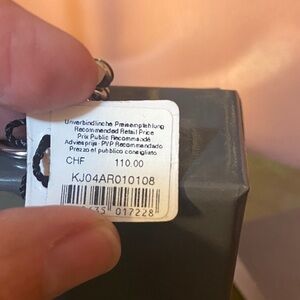 Unverbindliche Preisempfehlung
Recommended Retail Price
Prix Public Recommandé
Adviesprijs - PVP Recommendado
Prezzo al pubblico consigliato
CHF 110.00
KJ04AR010108
017228